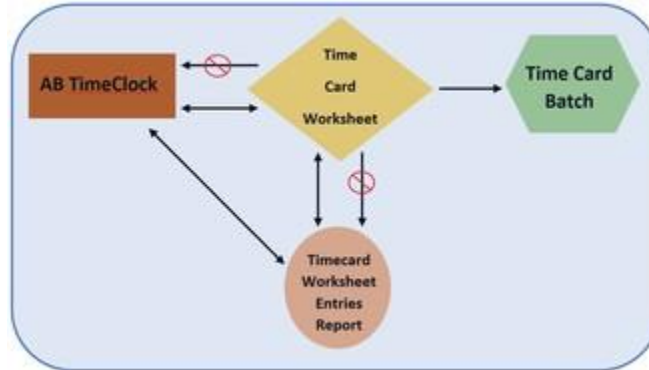 AB TimeClock
Time
Card
Worksheet
Time Card
Batch
Timecard
Worksheet
Entries
Report